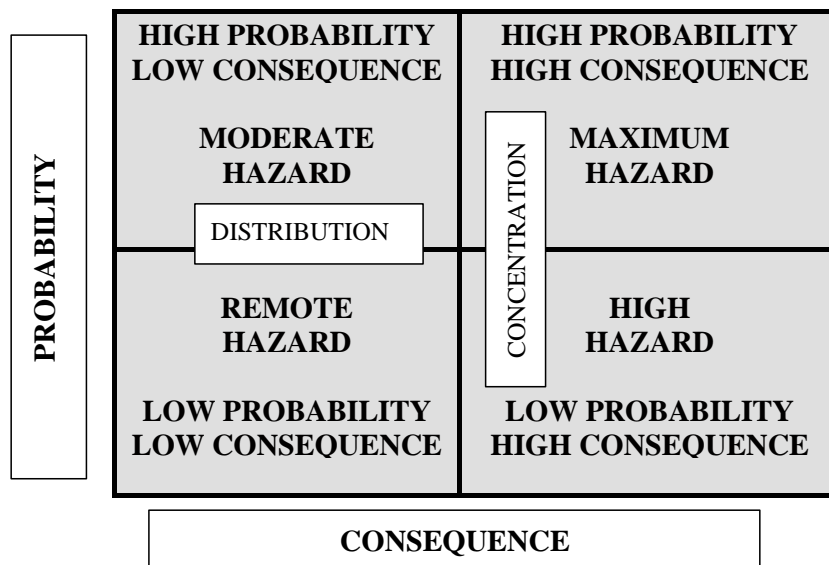 HIGH PROBABILITY
LOW CONSEQUENCE
MODERATE
HAZARD
HIGH PROBABILITY
HIGH CONSEQUENCE
MAXIMUM
HAZARD
PROBABILITY
DISTRIBUTION
CONCENTRATION
REMOTE
HAZARD
LOW PROBABILITY
LOW CONSEQUENCE
HIGH
HAZARD
LOW PROBABILITY
HIGH CONSEQUENCE
CONSEQUENCE